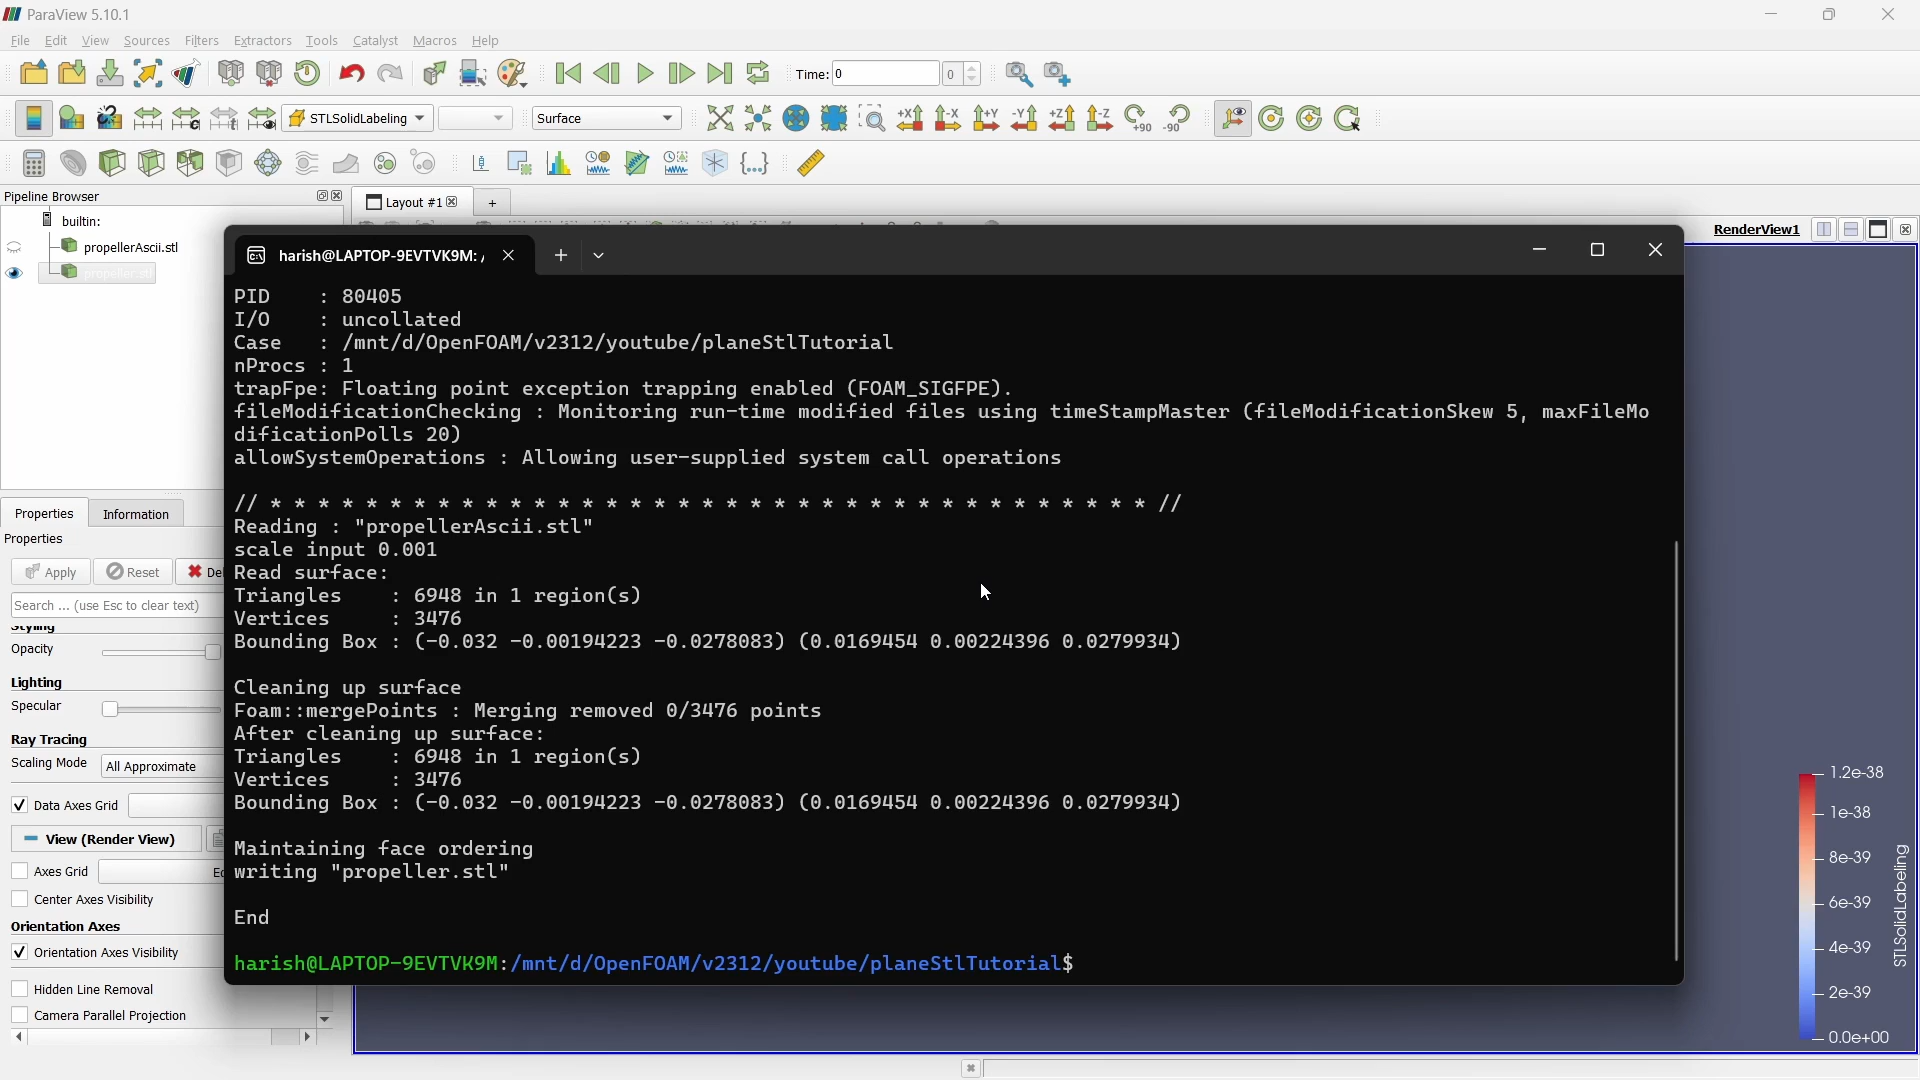 ParaView 5.10.1
File Edit View Sources Filters Extractors Tools Catalyst Macros Help
Time: 0 0
STLSolidLabeling Surface +X -X +Y -Y +Z -Z +90 -90
Pipeline Browser
Layout #1 +
builtin:
RenderView1
propellerAscii.stl
propeller.stl
harish@LAPTOP-9EVTVK9M: /
PID : 80405
I/O : uncollated
Case : /mnt/d/OpenFOAM/v2312/youtube/planeStlTutorial
nProcs : 1
trapFpe: Floating point exception trapping enabled (FOAM_SIGFPE).
fileModificationChecking : Monitoring run-time modified files using timeStampMaster (fileModificationSkew 5, maxFileMo
dificationPolls 20)
allowSystemOperations : Allowing user-supplied system call operations
// * * * * * * * * * * * * * * * * * * * * * * * * * * * * * * * * * * * * * //
Reading : "propellerAscii.stl"
scale input 0.001
Read surface:
Triangles : 6948 in 1 region(s)
Vertices : 3476
Bounding Box : (-0.032 -0.00194223 -0.0278083) (0.0169454 0.00224396 0.0279934)
Cleaning up surface
Foam::mergePoints : Merging removed 0/3476 points
After cleaning up surface:
Triangles : 6948 in 1 region(s)
Vertices : 3476
Bounding Box : (-0.032 -0.00194223 -0.0278083) (0.0169454 0.00224396 0.0279934)
Maintaining face ordering
writing "propeller.stl"
End
harish@LAPTOP-9EVTVK9M:/mnt/d/OpenFOAM/v2312/youtube/planeStlTutorial$
Properties Information
Properties
Apply Reset Del
Search ... (use Esc to clear text)
Styling
Opacity
Lighting
Specular
Ray Tracing
Scaling Mode All Approximate
Data Axes Grid
View (Render View)
Axes Grid Ed
Center Axes Visibility
Orientation Axes
Orientation Axes Visibility
Hidden Line Removal
Camera Parallel Projection
1.2e-38
1e-38
8e-39
6e-39
4e-39
2e-39
0.0e+00
STLSolidLabeling